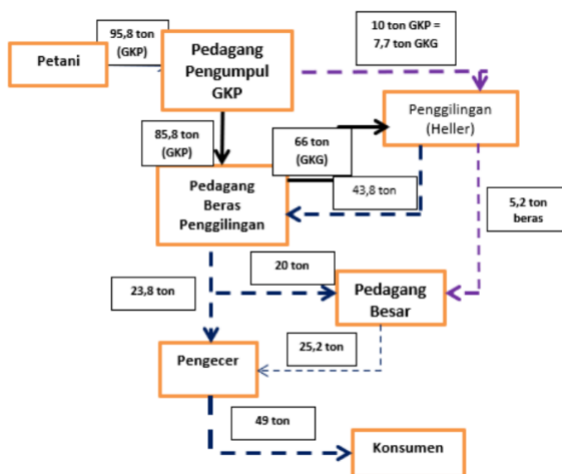 95,8 ton
(GKP)
Petani
Pedagang
Pengumpul
GKP
10 ton GKP =
7,7 ton GKG
Penggilingan
(Heller)
85,8 ton
(GKP)
66 ton
(GKG)
43,8 ton
Pedagang
Beras
Penggilingan
5,2 ton
beras
20 ton
23,8 ton
Pedagang
Besar
25,2 ton
Pengecer
49 ton
Konsumen